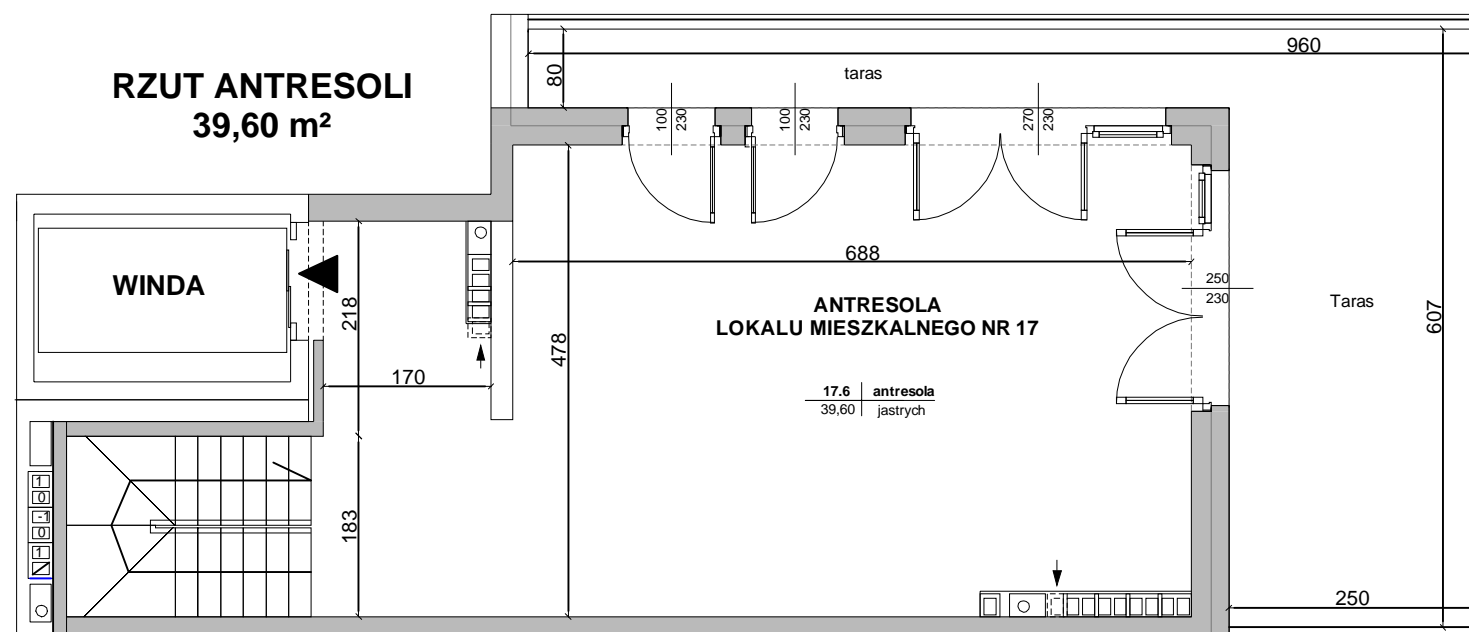 RZUT ANTRESOLI
39,60 m²
960
80
taras
100
230
100
230
270
230
WINDA
218
688
250
230
ANTRESOLA
LOKALU MIESZKALNEGO NR 17
Taras
607
478
170
17.6 antresola
39,60 jastrych
183
1
0
-1
0
1
250